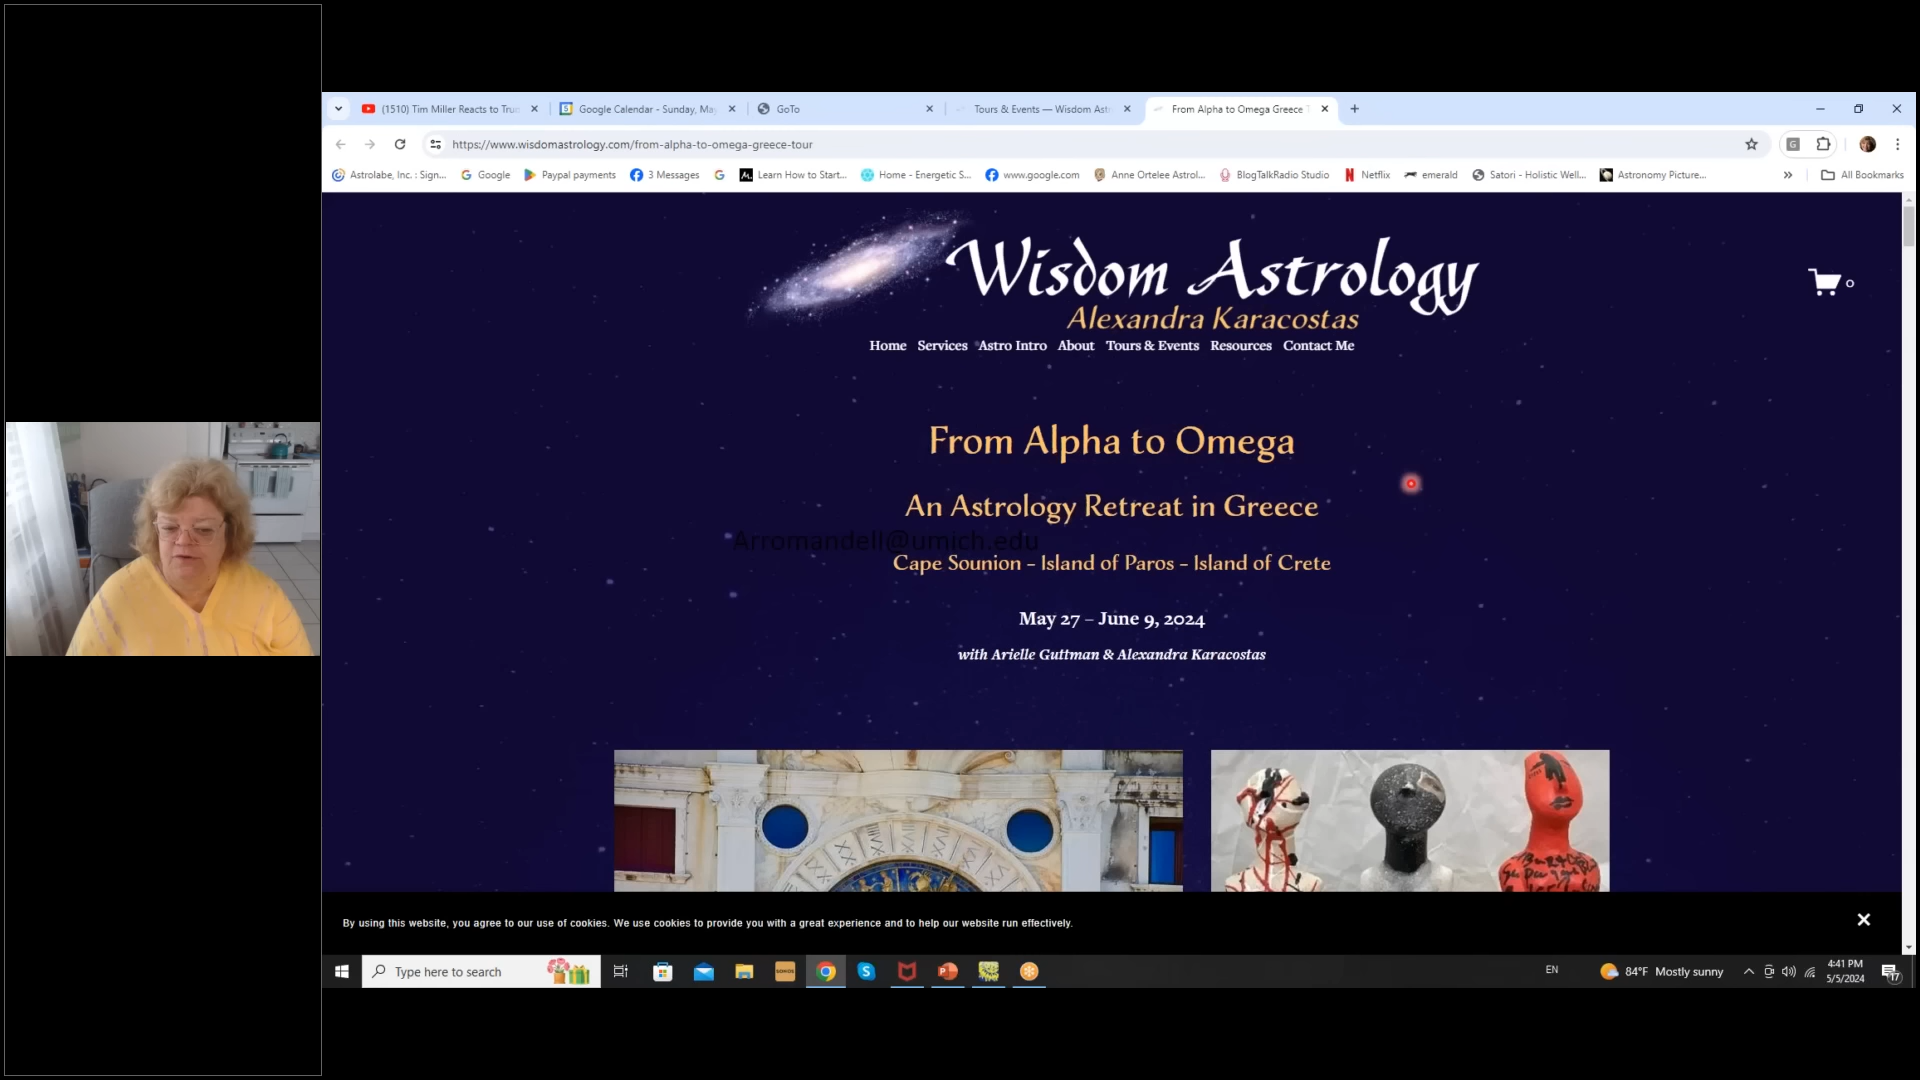 (1510) Tim Miller Reacts to Tru
Google Calendar - Sunday, Ma
GoTo
Tours & Events — Wisdom Ast
From Alpha to Omega Greece T
https://www.wisdomastrology.com/from-alpha-to-omega-greece-tour
Astrolabe, Inc. : Sign...
Google
Paypal payments
3 Messages
Learn How to Start...
Home - Energetic S...
www.google.com
Anne Ortelee Astrol...
BlogTalkRadio Studio
Netflix
emerald
Satori - Holistic Well...
Astronomy Picture...
All Bookmarks
Wisdom Astrology
Alexandra Karacostas
0
Home Services Astro Intro About Tours & Events Resources Contact Me
From Alpha to Omega
An Astrology Retreat in Greece
Arromandell@umich.edu
Cape Sounion – Island of Paros – Island of Crete
May 27 – June 9, 2024
with Arielle Guttman & Alexandra Karacostas
By using this website, you agree to our use of cookies. We use cookies to provide you with a great experience and to help our website run effectively.
Type here to search
SONOS
EN
84°F Mostly sunny
4:41 PM
5/5/2024
17